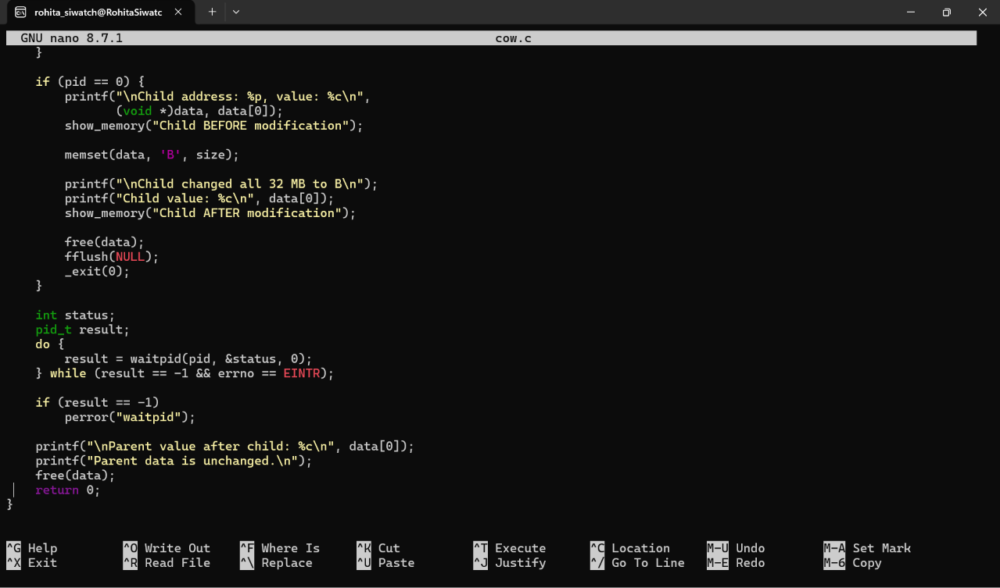 rohita_siwatch@RohitaSiwatc
GNU nano 8.7.1 cow.c
    }

    if (pid == 0) {
        printf("\nChild address: %p, value: %c\n",
               (void *)data, data[0]);
        show_memory("Child BEFORE modification");

        memset(data, 'B', size);

        printf("\nChild changed all 32 MB to B\n");
        printf("Child value: %c\n", data[0]);
        show_memory("Child AFTER modification");

        free(data);
        fflush(NULL);
        _exit(0);
    }

    int status;
    pid_t result;
    do {
        result = waitpid(pid, &status, 0);
    } while (result == -1 && errno == EINTR);

    if (result == -1)
        perror("waitpid");

    printf("\nParent value after child: %c\n", data[0]);
    printf("Parent data is unchanged.\n");
    free(data);
    return 0;
}
^G Help ^O Write Out ^F Where Is ^K Cut ^T Execute ^C Location M-U Undo M-A Set Mark
^X Exit ^R Read File ^\ Replace ^U Paste ^J Justify ^/ Go To Line M-E Redo M-6 Copy